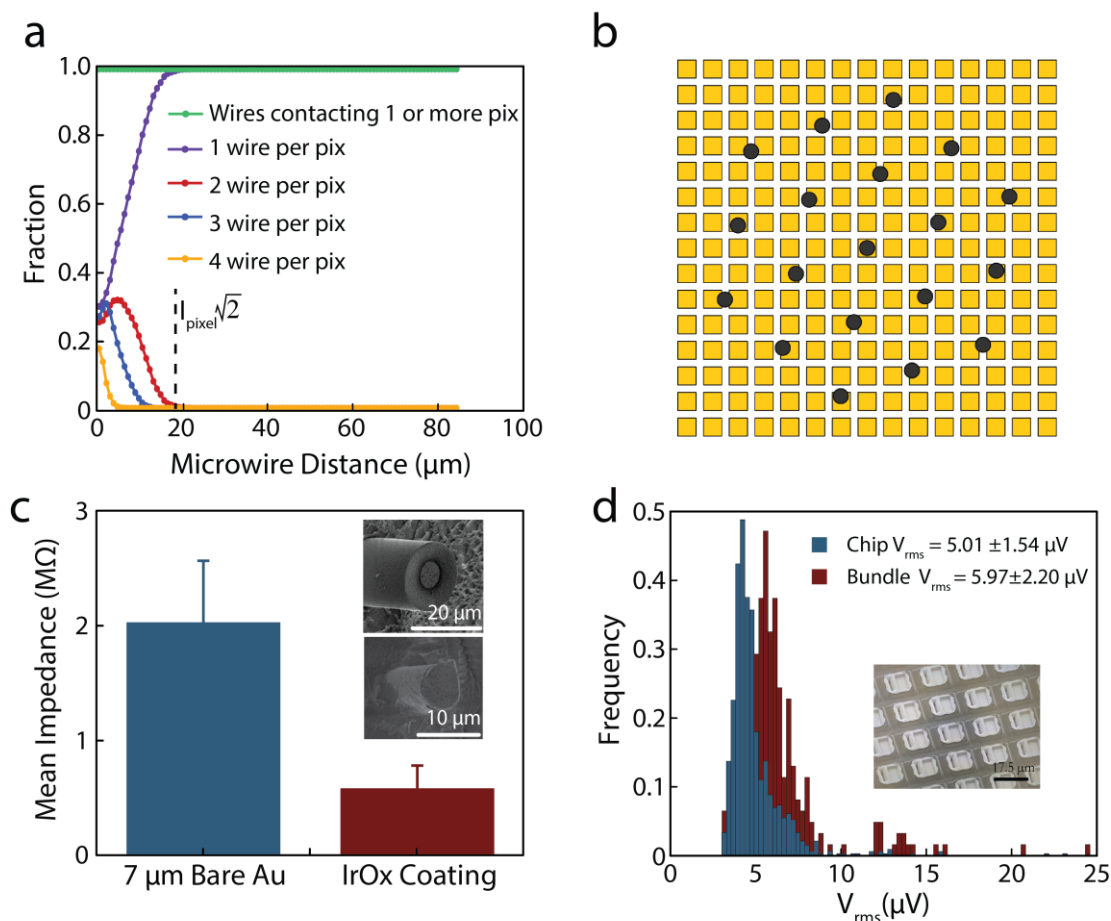 a
1.0
0.8
0.6
0.4
0.2
0
Fraction
Wires contacting 1 or more pix
1 wire per pix
2 wire per pix
3 wire per pix
4 wire per pix
l_pixel√2
0 20 40 60 80 100
Microwire Distance (µm)
b
c
3
2
1
0
Mean Impedance (MΩ)
20 µm
10 µm
7 µm Bare Au
IrOx Coating
d
0.5
0.4
0.3
0.2
0.1
0
Frequency
Chip V_rms = 5.01 ±1.54 µV
Bundle V_rms = 5.97±2.20 µV
17.5 µm
0 5 10 15 20 25
V_rms(µV)